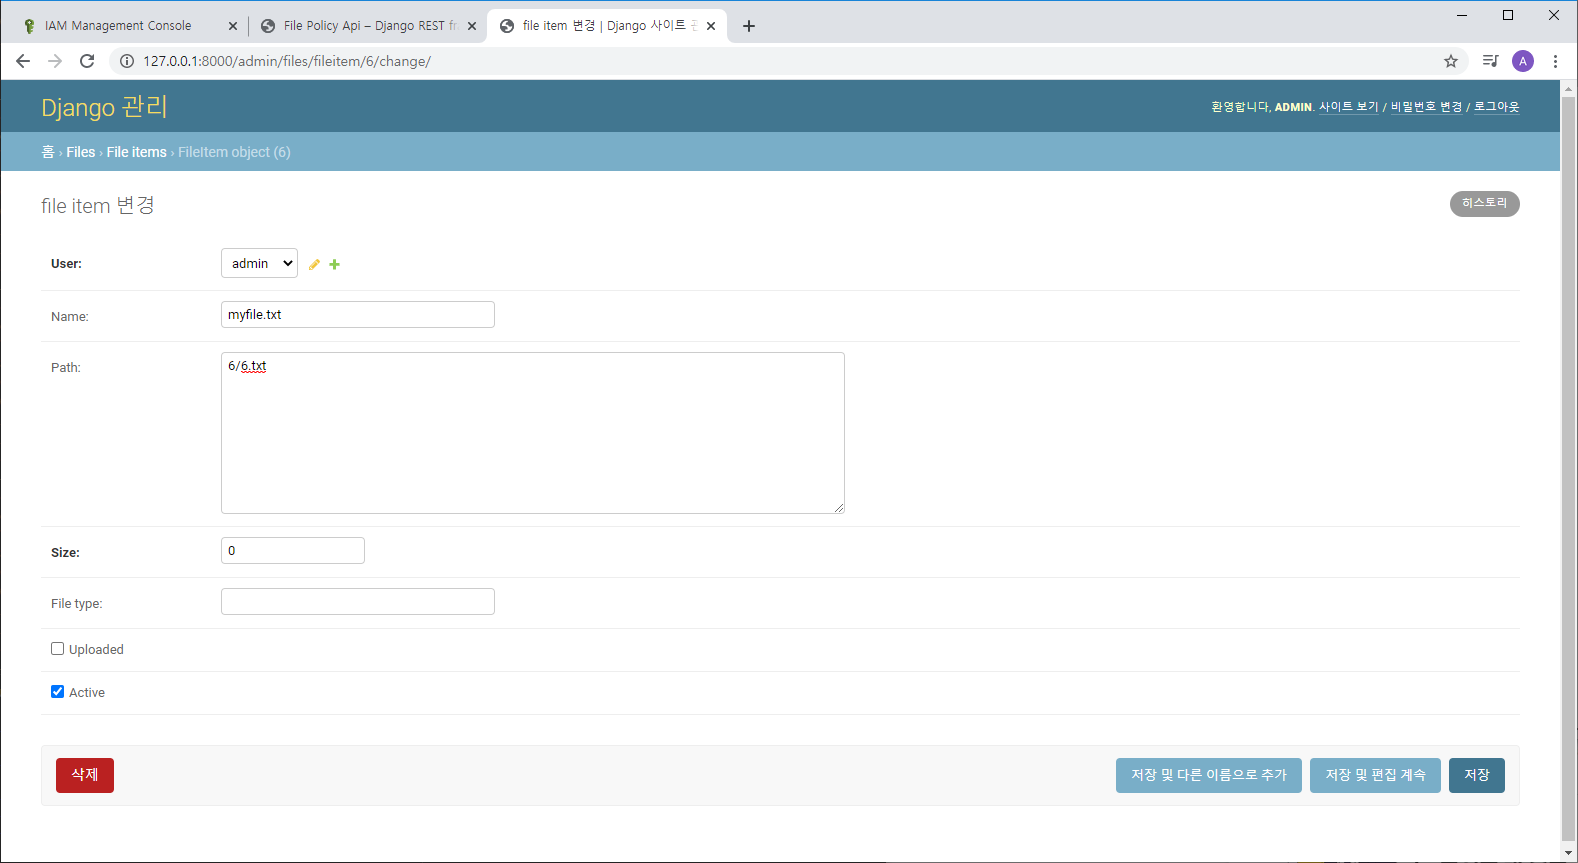 IAM Management Console
File Policy Api – Django REST fr
file item 변경 | Django 사이트
127.0.0.1:8000/admin/files/fileitem/6/change/
A
Django 관리
환영합니다, ADMIN. 사이트 보기 / 비밀번호 변경 / 로그아웃
홈 › Files › File items › FileItem object (6)
file item 변경
히스토리
User:
admin
Name:
myfile.txt
Path:
6/6.txt
Size:
0
File type:
Uploaded
Active
삭제
저장 및 다른 이름으로 추가
저장 및 편집 계속
저장